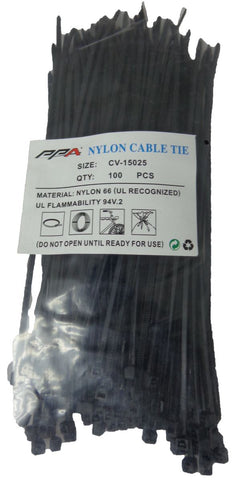 PPA NYLON CABLE TIE
SIZE: CV-15025
QTY: 100 PCS
MATERIAL: NYLON 66 (UL RECOGNIZED)
UL FLAMMABILITY 94V.2
(DO NOT OPEN UNTIL READY FOR USE)